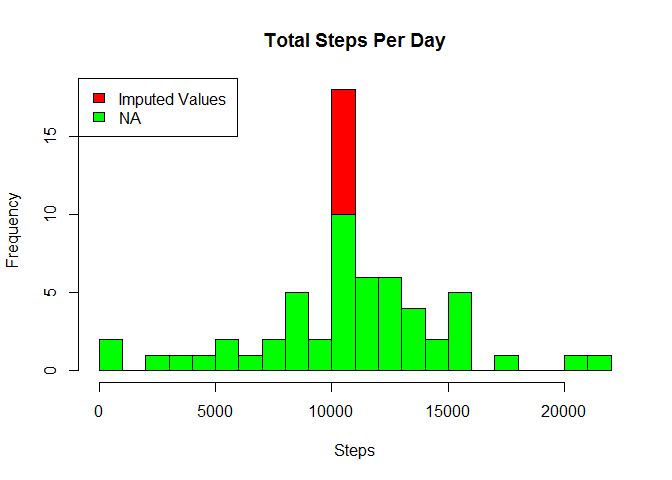 Total Steps Per Day
Imputed Values
NA
Frequency
0
5
10
15
0
5000
10000
15000
20000
Steps